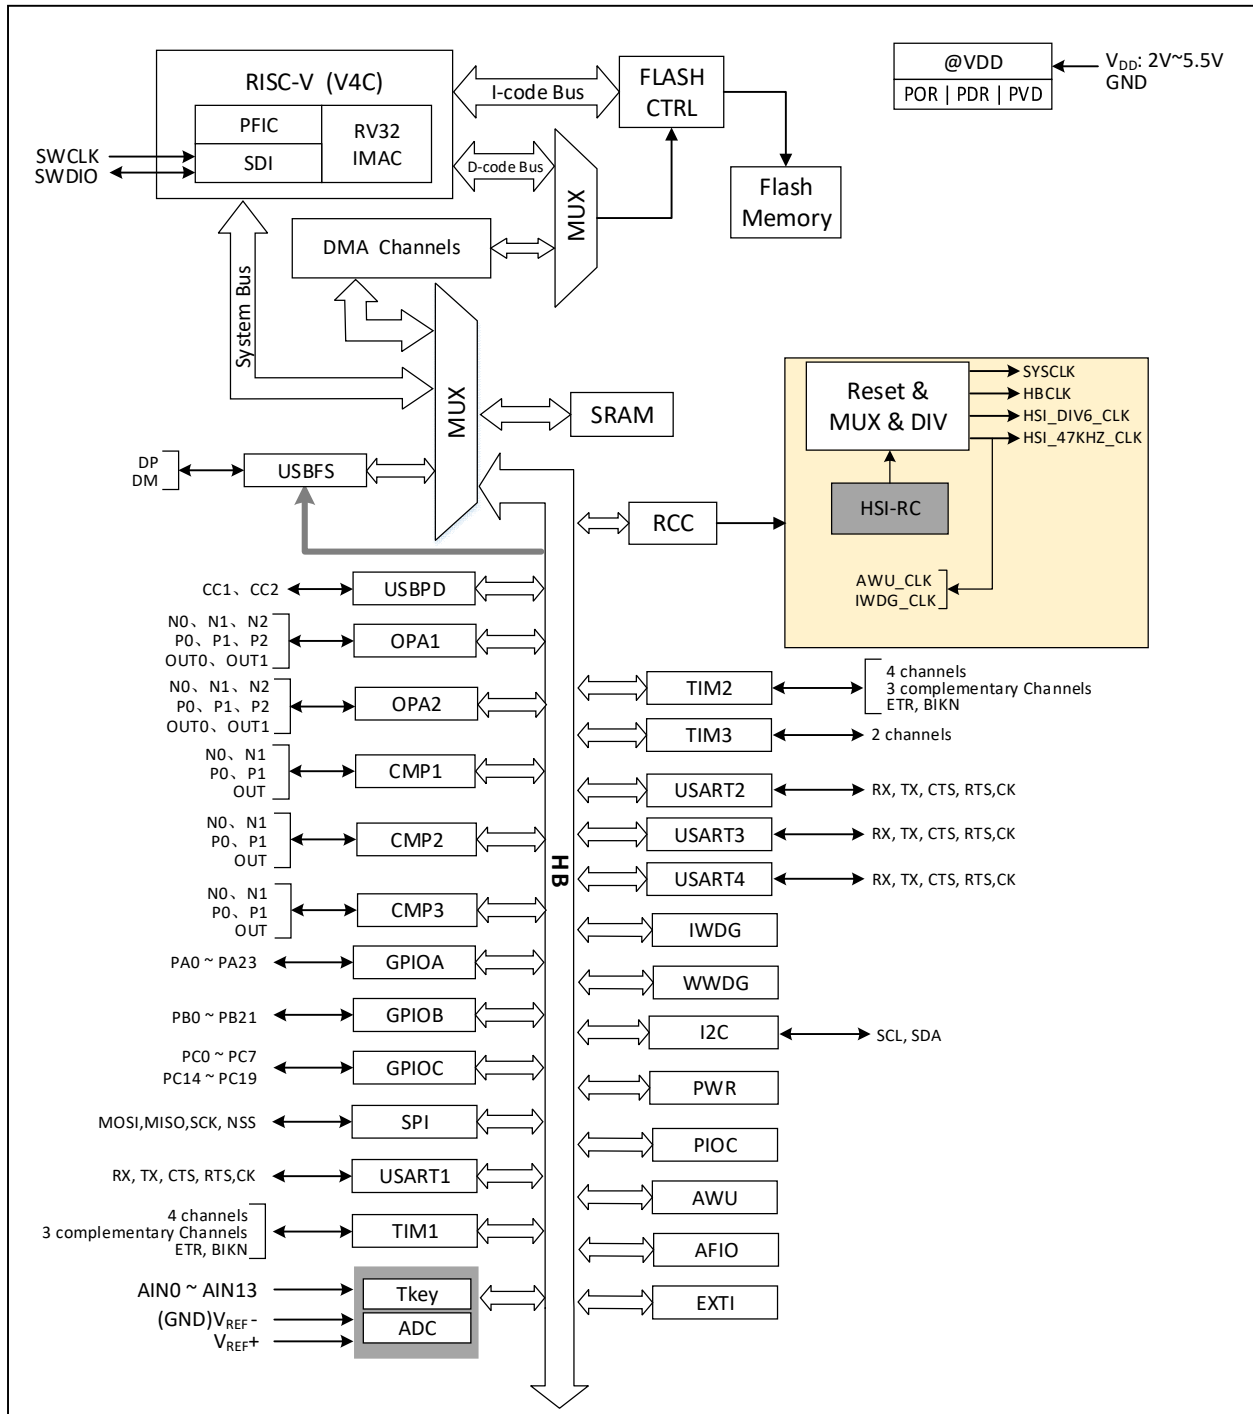 RISC-V (V4C)
PFIC
SDI
RV32
IMAC
SWCLK
SWDIO
I-code Bus
D-code Bus
FLASH
CTRL
MUX
Flash
Memory
@VDD
POR | PDR | PVD
VDD: 2V~5.5V
GND
DMA Channels
System Bus
MUX
SRAM
DP
DM
USBFS
RCC
Reset &
MUX & DIV
HSI-RC
SYSCLK
HBCLK
HSI_DIV6_CLK
HSI_47KHZ_CLK
AWU_CLK
IWDG_CLK
CC1、CC2
USBPD
N0、N1、N2
P0、P1、P2
OUT0、OUT1
OPA1
N0、N1、N2
P0、P1、P2
OUT0、OUT1
OPA2
N0、N1
P0、P1
OUT
CMP1
N0、N1
P0、P1
OUT
CMP2
N0、N1
P0、P1
OUT
CMP3
PA0 ~ PA23
GPIOA
PB0 ~ PB21
GPIOB
PC0 ~ PC7
PC14 ~ PC19
GPIOC
MOSI,MISO,SCK, NSS
SPI
RX, TX, CTS, RTS,CK
USART1
4 channels
3 complementary Channels
ETR, BIKN
TIM1
AIN0 ~ AIN13
(GND)VREF -
VREF+
Tkey
ADC
HB
TIM2
4 channels
3 complementary Channels
ETR, BIKN
TIM3
2 channels
USART2
RX, TX, CTS, RTS,CK
USART3
RX, TX, CTS, RTS,CK
USART4
RX, TX, CTS, RTS,CK
IWDG
WWDG
I2C
SCL, SDA
PWR
PIOC
AWU
AFIO
EXTI